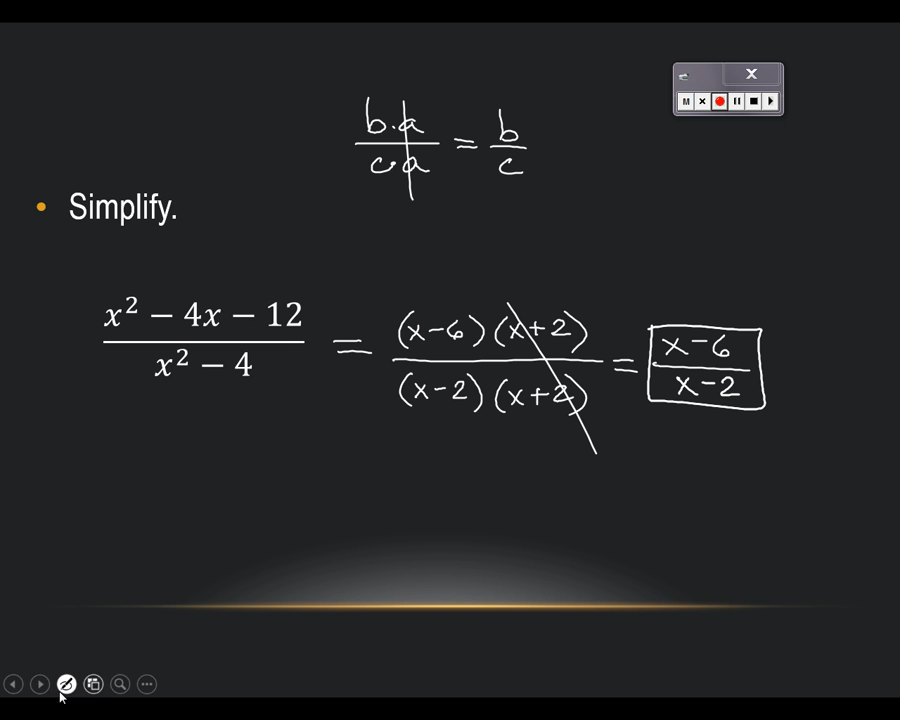 b·a / c·a = b / c
• Simplify.
x² − 4x − 12 / x² − 4 = (x−6)(x+2) / (x−2)(x+2) = x−6 / x−2
M